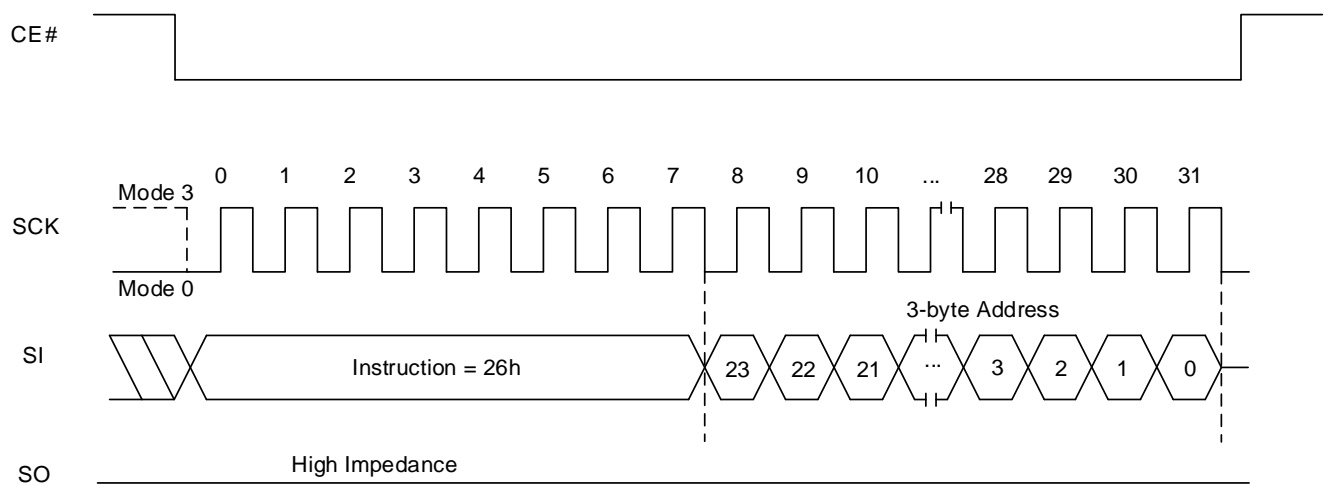 CE#
0 1 2 3 4 5 6 7 8 9 10 ... 28 29 30 31
Mode 3
SCK
Mode 0
3-byte Address
SI
Instruction = 26h 23 22 21 ... 3 2 1 0
High Impedance
SO